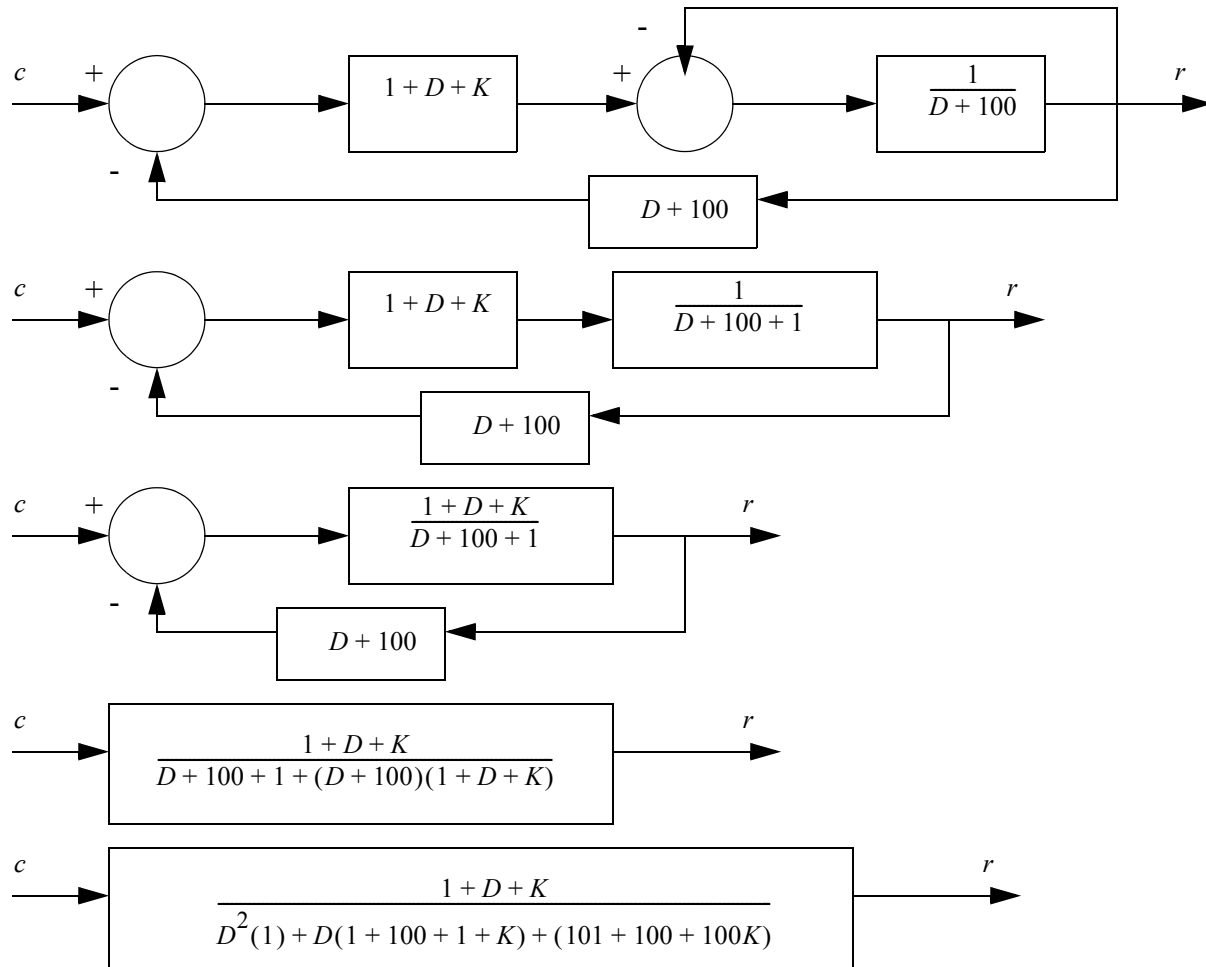 -
c + 1 + D + K + 1 r
D + 100
-
D + 100
c + 1 + D + K 1 r
D + 100 + 1
-
D + 100
c + 1 + D + K r
D + 100 + 1
-
D + 100
c r
1 + D + K
D + 100 + 1 + (D + 100)(1 + D + K)
c r
1 + D + K
D²(1) + D(1 + 100 + 1 + K) + (101 + 100 + 100K)